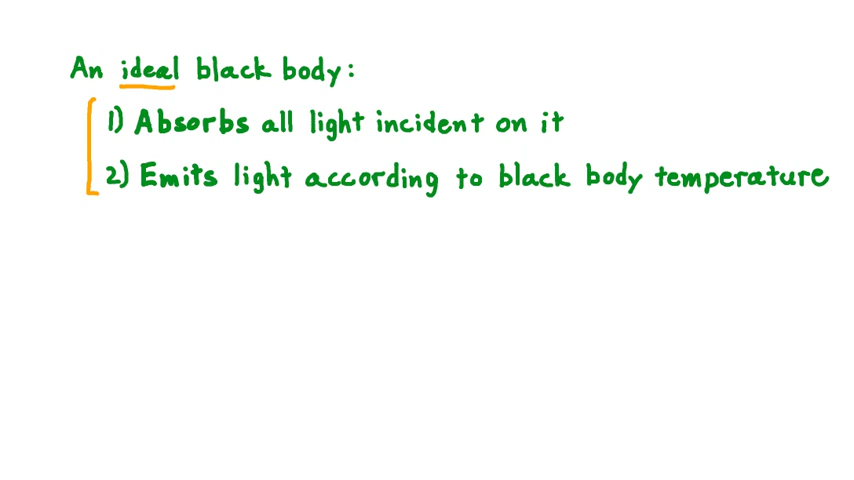 An ideal black body:
1) Absorbs all light incident on it
2) Emits light according to black body temperature